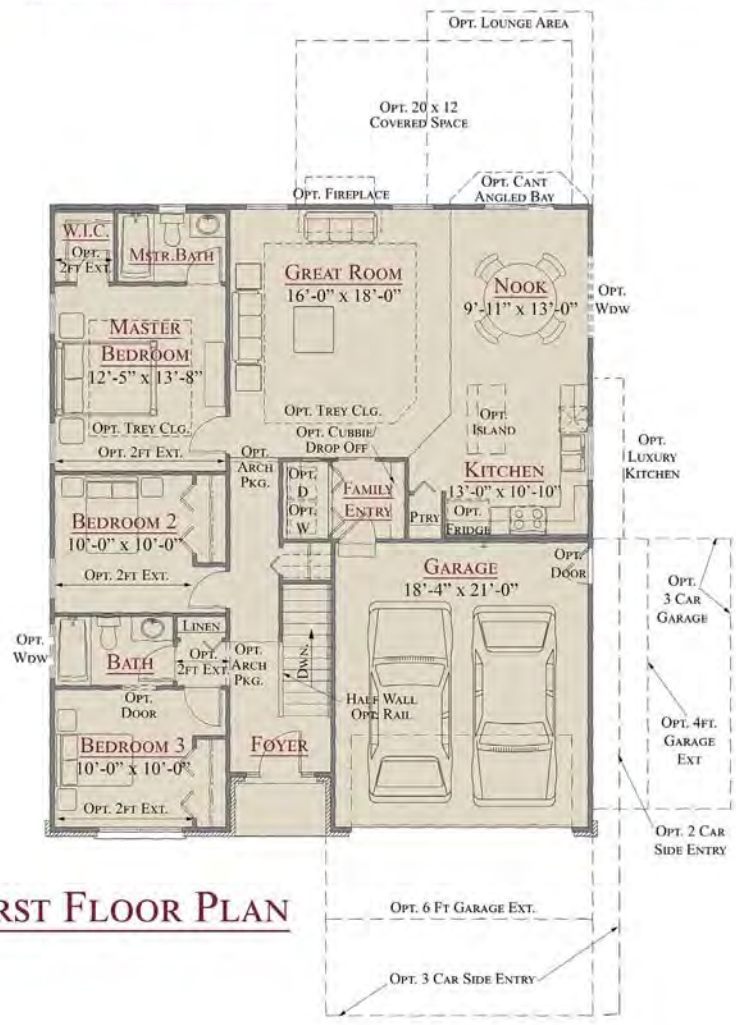 OPT. LOUNGE AREA
OPT. 20 X 12
COVERED SPACE
OPT. FIREPLACE
OPT. CANT
ANGLED BAY
W.I.C.
OPT.
2FT EXT.
MSTR.BATH
GREAT ROOM
16'-0" X 18'-0"
NOOK
9'-11" X 13'-0"
OPT.
WDW
MASTER
BEDROOM
12'-5" X 13'-8"
OPT. TREY CLG.
OPT. 2FT EXT.
OPT. TREY CLG.
OPT. CUBBIE/
DROP OFF
OPT.
ISLAND
OPT.
LUXURY
KITCHEN
KITCHEN
13'-0" X 10'-10"
OPT.
FRIDGE
OPT.
ARCH
PKG.
OPT.
D
OPT.
W
FAMILY
ENTRY
PTRY
BEDROOM 2
10'-0" X 10'-0"
OPT. 2FT EXT.
GARAGE
18'-4" X 21'-0"
OPT.
DOOR
OPT.
3 CAR
GARAGE
OPT.
WDW
BATH
LINEN
OPT.
2FT EXT.
OPT.
ARCH
PKG.
DWN.
HALF WALL
OPT. RAIL
OPT.
DOOR
OPT. 4FT.
GARAGE
EXT
BEDROOM 3
10'-0" X 10'-0"
OPT. 2FT EXT.
FOYER
OPT. 2 CAR
SIDE ENTRY
RST FLOOR PLAN
OPT. 6 FT GARAGE EXT.
OPT. 3 CAR SIDE ENTRY